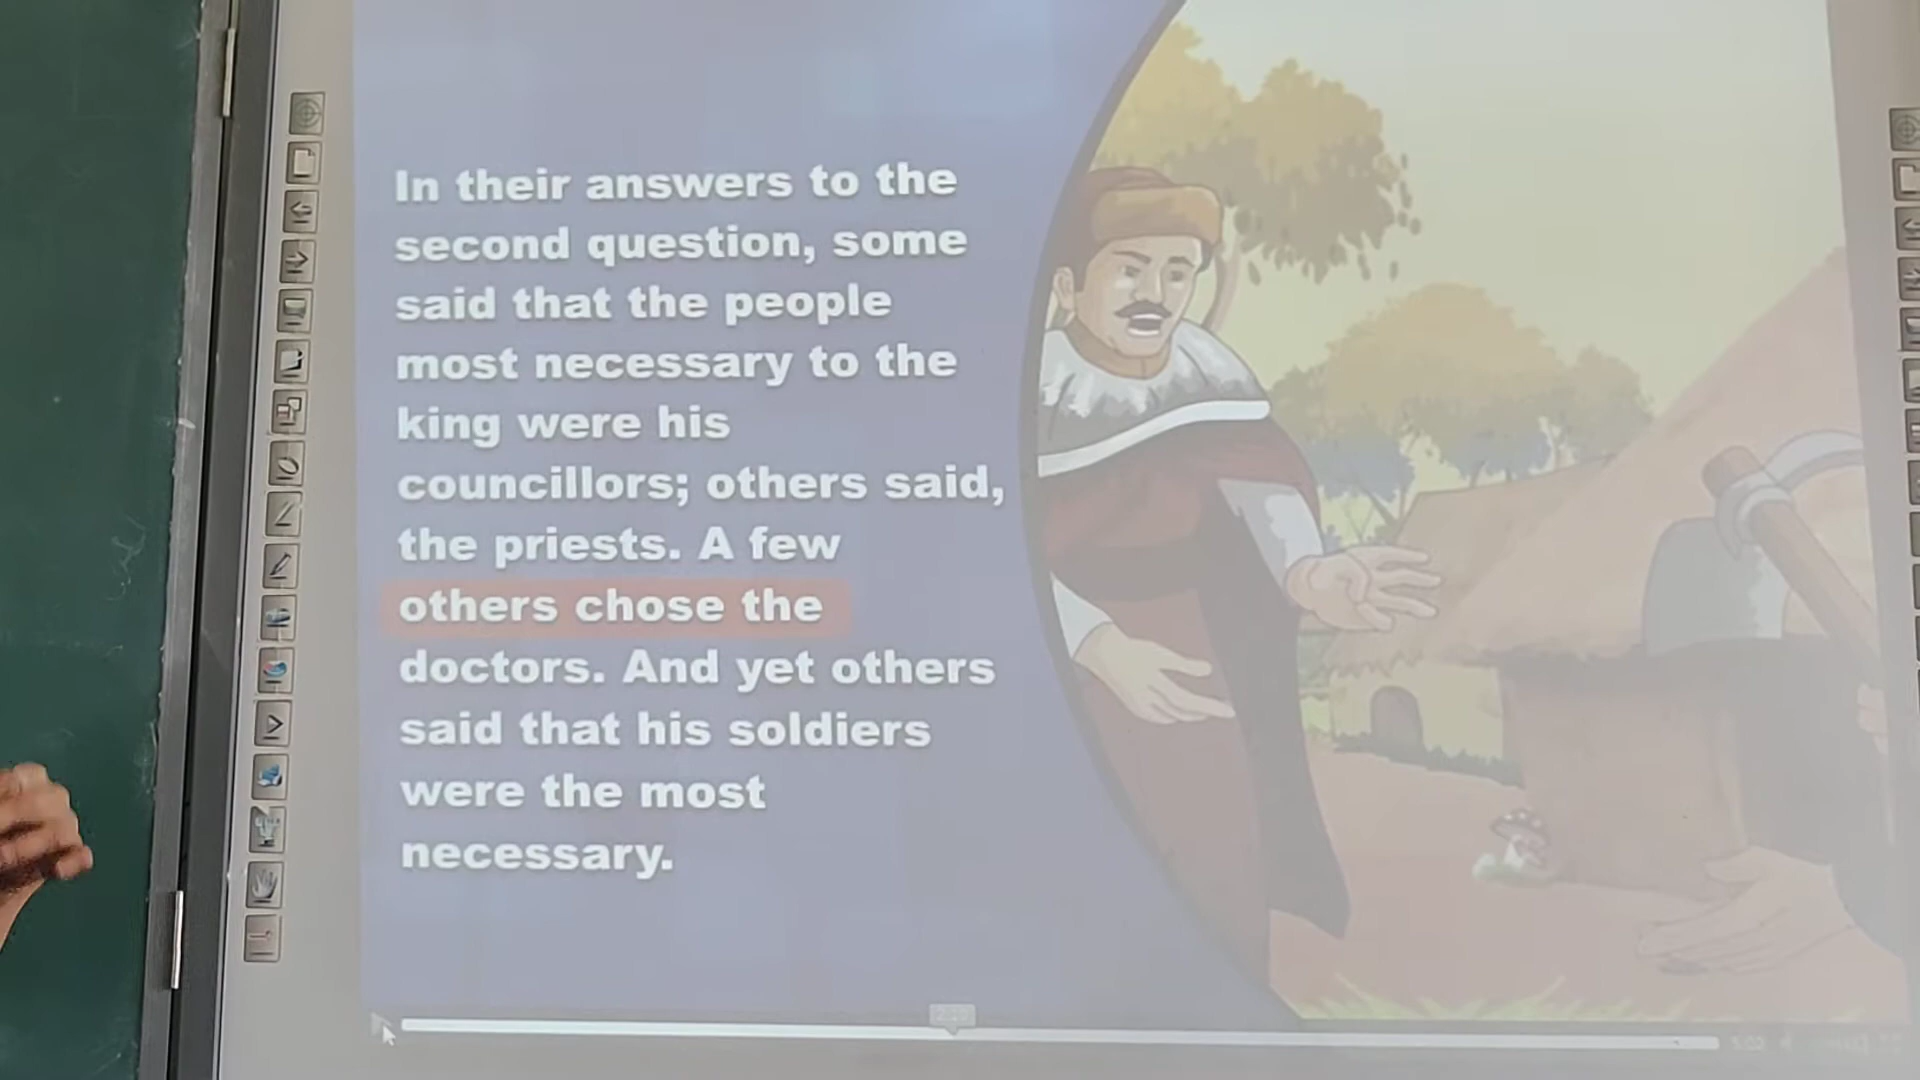 In their answers to the
second question, some
said that the people
most necessary to the
king were his
councillors; others said,
the priests. A few
others chose the
doctors. And yet others
said that his soldiers
were the most
necessary.